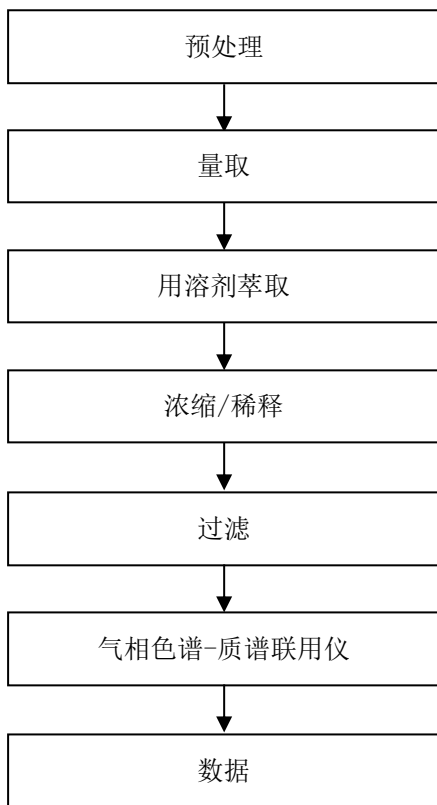 预处理
量取
用溶剂萃取
浓缩/稀释
过滤
气相色谱-质谱联用仪
数据